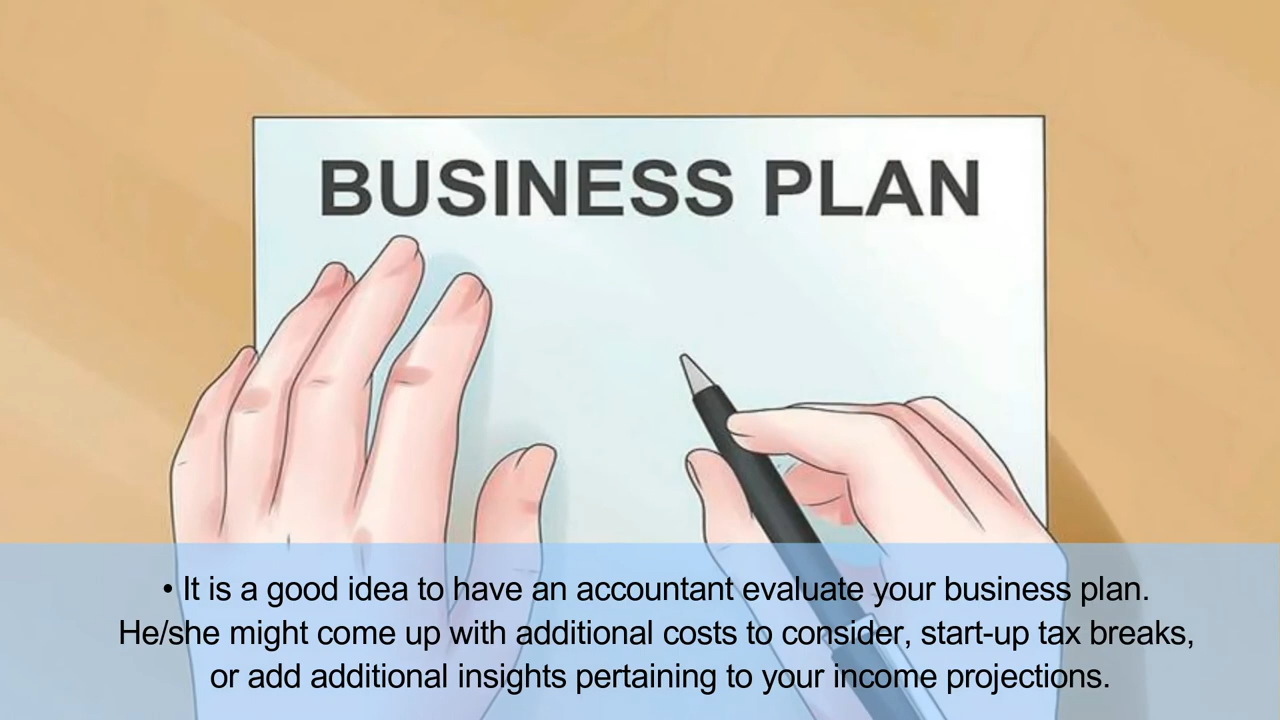 BUSINESS PLAN
• It is a good idea to have an accountant evaluate your business plan.
He/she might come up with additional costs to consider, start-up tax breaks,
or add additional insights pertaining to your income projections.